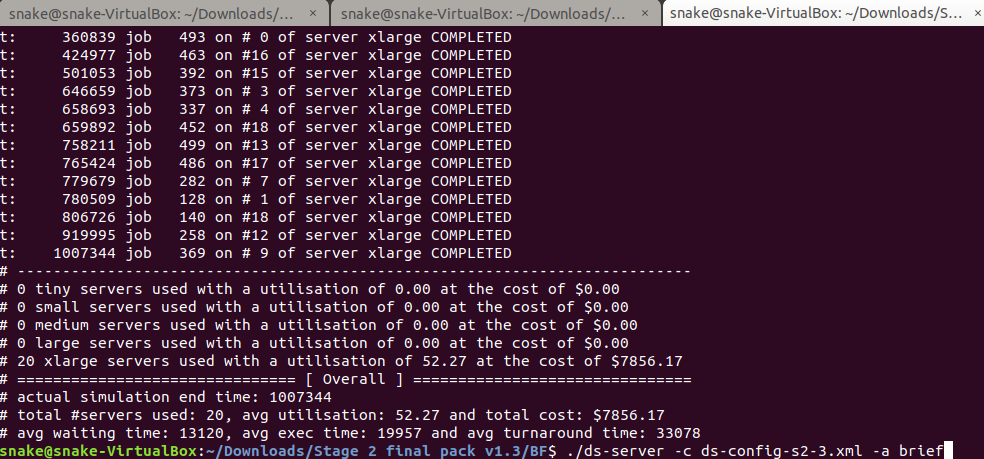 snake@snake-VirtualBox: ~/Downloads/... × snake@snake-VirtualBox: ~/Downloads/... × snake@snake-VirtualBox: ~/Downloads/S... ×
t:     360839 job   493 on # 0 of server xlarge COMPLETED
t:     424977 job   463 on #16 of server xlarge COMPLETED
t:     501053 job   392 on #15 of server xlarge COMPLETED
t:     646659 job   373 on # 3 of server xlarge COMPLETED
t:     658693 job   337 on # 4 of server xlarge COMPLETED
t:     659892 job   452 on #18 of server xlarge COMPLETED
t:     758211 job   499 on #13 of server xlarge COMPLETED
t:     765424 job   486 on #17 of server xlarge COMPLETED
t:     779679 job   282 on # 7 of server xlarge COMPLETED
t:     780509 job   128 on # 1 of server xlarge COMPLETED
t:     806726 job   140 on #18 of server xlarge COMPLETED
t:     919995 job   258 on #12 of server xlarge COMPLETED
t:    1007344 job   369 on # 9 of server xlarge COMPLETED
# ---------------------------------------------------------------------------
# 0 tiny servers used with a utilisation of 0.00 at the cost of $0.00
# 0 small servers used with a utilisation of 0.00 at the cost of $0.00
# 0 medium servers used with a utilisation of 0.00 at the cost of $0.00
# 0 large servers used with a utilisation of 0.00 at the cost of $0.00
# 20 xlarge servers used with a utilisation of 52.27 at the cost of $7856.17
# =============================== [ Overall ] ===============================
# actual simulation end time: 1007344
# total #servers used: 20, avg utilisation: 52.27 and total cost: $7856.17
# avg waiting time: 13120, avg exec time: 19957 and avg turnaround time: 33078
snake@snake-VirtualBox:~/Downloads/Stage 2 final pack v1.3/BF$ ./ds-server -c ds-config-s2-3.xml -a brief